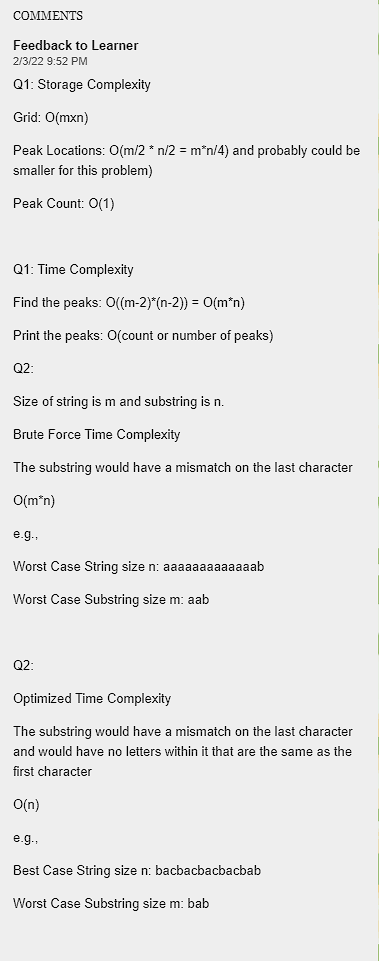 COMMENTS
Feedback to Learner
2/3/22 9:52 PM
Q1: Storage Complexity
Grid: O(mxn)
Peak Locations: O(m/2 * n/2 = m*n/4) and probably could be
smaller for this problem)
Peak Count: O(1)
Q1: Time Complexity
Find the peaks: O((m-2)*(n-2)) = O(m*n)
Print the peaks: O(count or number of peaks)
Q2:
Size of string is m and substring is n.
Brute Force Time Complexity
The substring would have a mismatch on the last character
O(m*n)
e.g.,
Worst Case String size n: aaaaaaaaaaaaab
Worst Case Substring size m: aab
Q2:
Optimized Time Complexity
The substring would have a mismatch on the last character
and would have no letters within it that are the same as the
first character
O(n)
e.g.,
Best Case String size n: bacbacbacbacbab
Worst Case Substring size m: bab